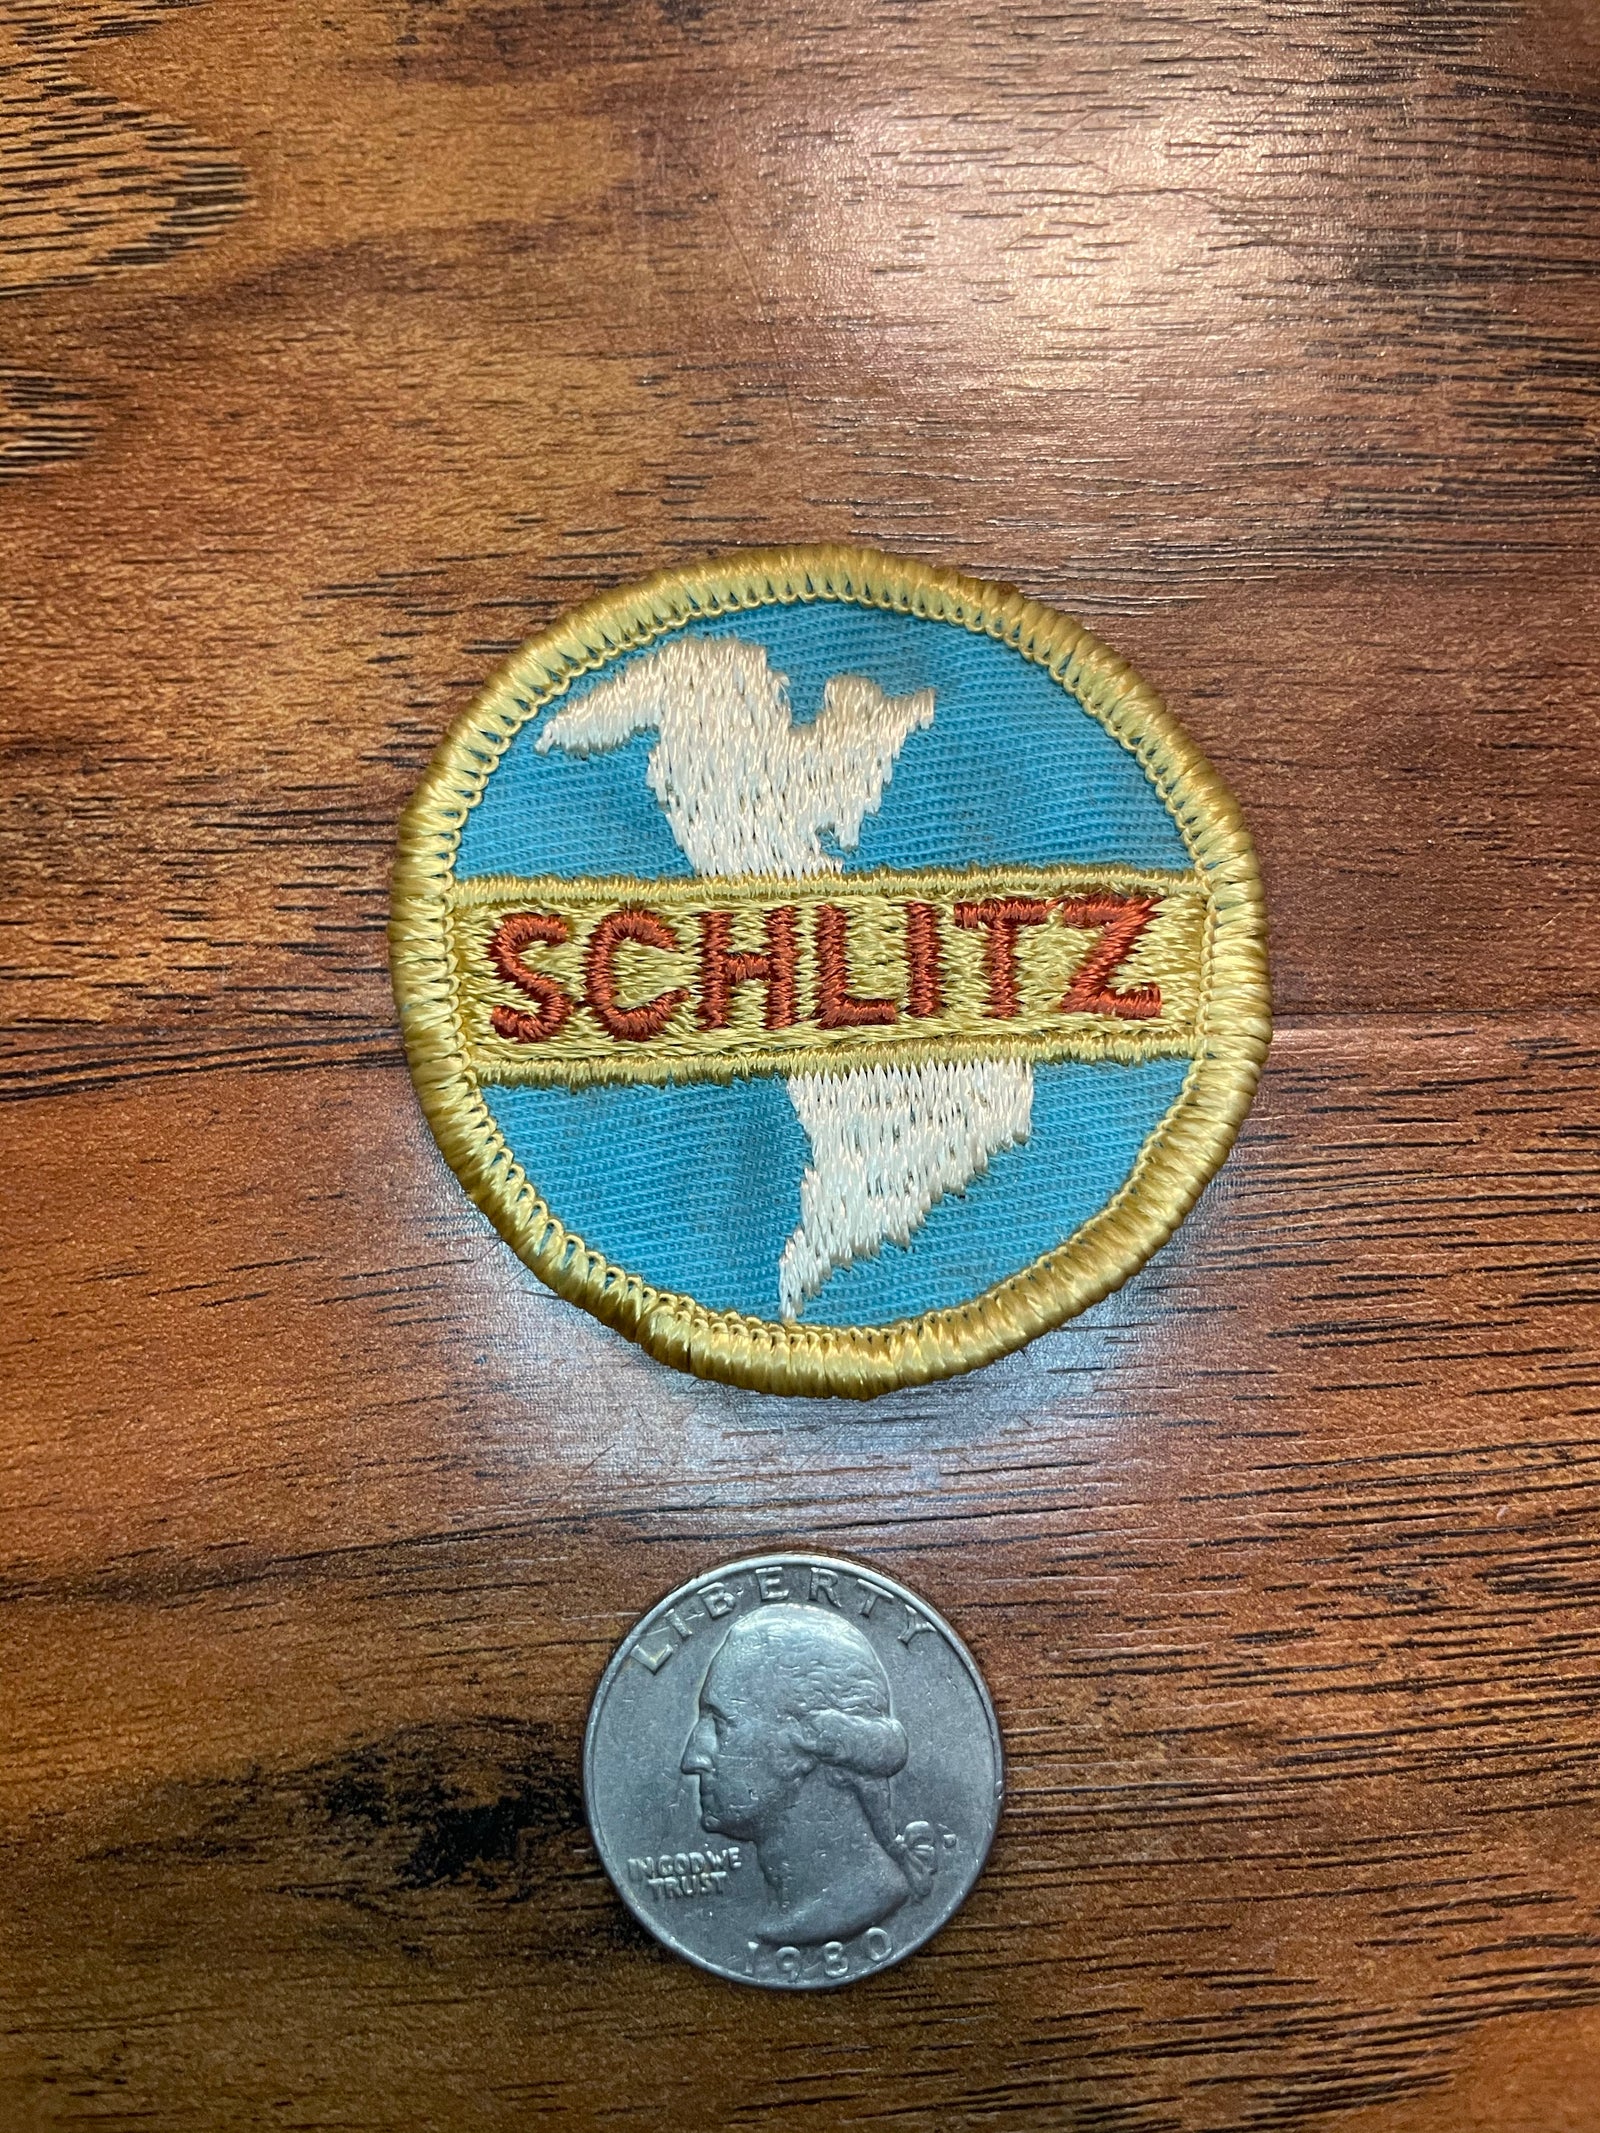 SCHLITZ
LIBERTY
IN GOD WE
TRUST
D
1980